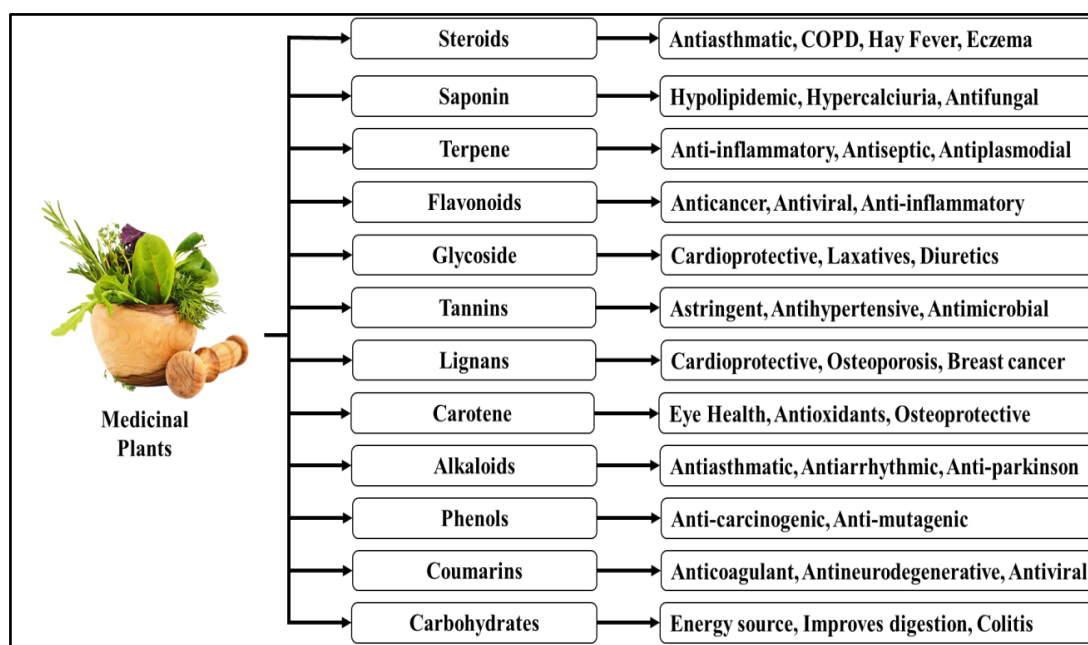 Steroids
Antiasthmatic, COPD, Hay Fever, Eczema
Saponin
Hypolipidemic, Hypercalciuria, Antifungal
Terpene
Anti-inflammatory, Antiseptic, Antiplasmodial
Flavonoids
Anticancer, Antiviral, Anti-inflammatory
Glycoside
Cardioprotective, Laxatives, Diuretics
Tannins
Astringent, Antihypertensive, Antimicrobial
Lignans
Cardioprotective, Osteoporosis, Breast cancer
Carotene
Eye Health, Antioxidants, Osteoprotective
Medicinal
Plants
Alkaloids
Antiasthmatic, Antiarrhythmic, Anti-parkinson
Phenols
Anti-carcinogenic, Anti-mutagenic
Coumarins
Anticoagulant, Antineurodegenerative, Antiviral
Carbohydrates
Energy source, Improves digestion, Colitis